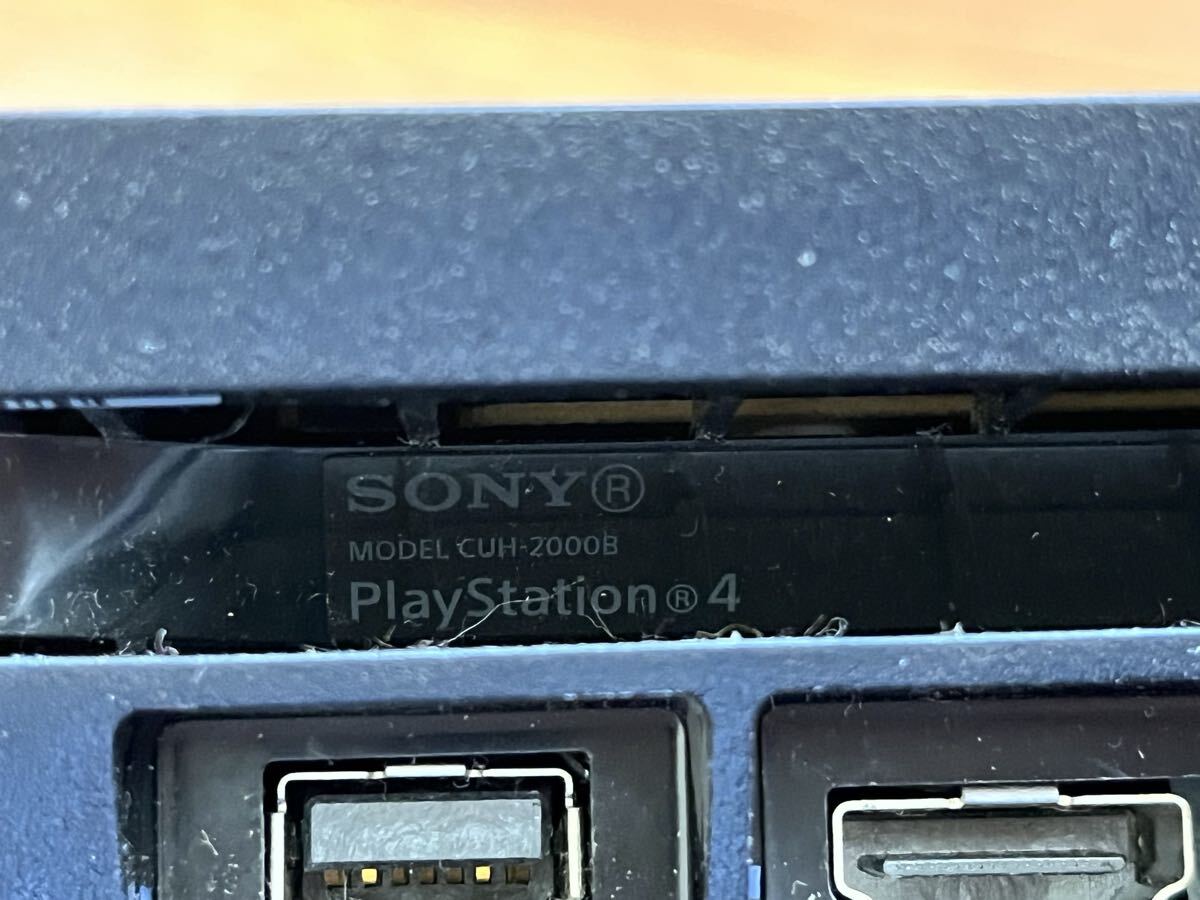 SONY®
MODEL CUH-2000B
PlayStation®4